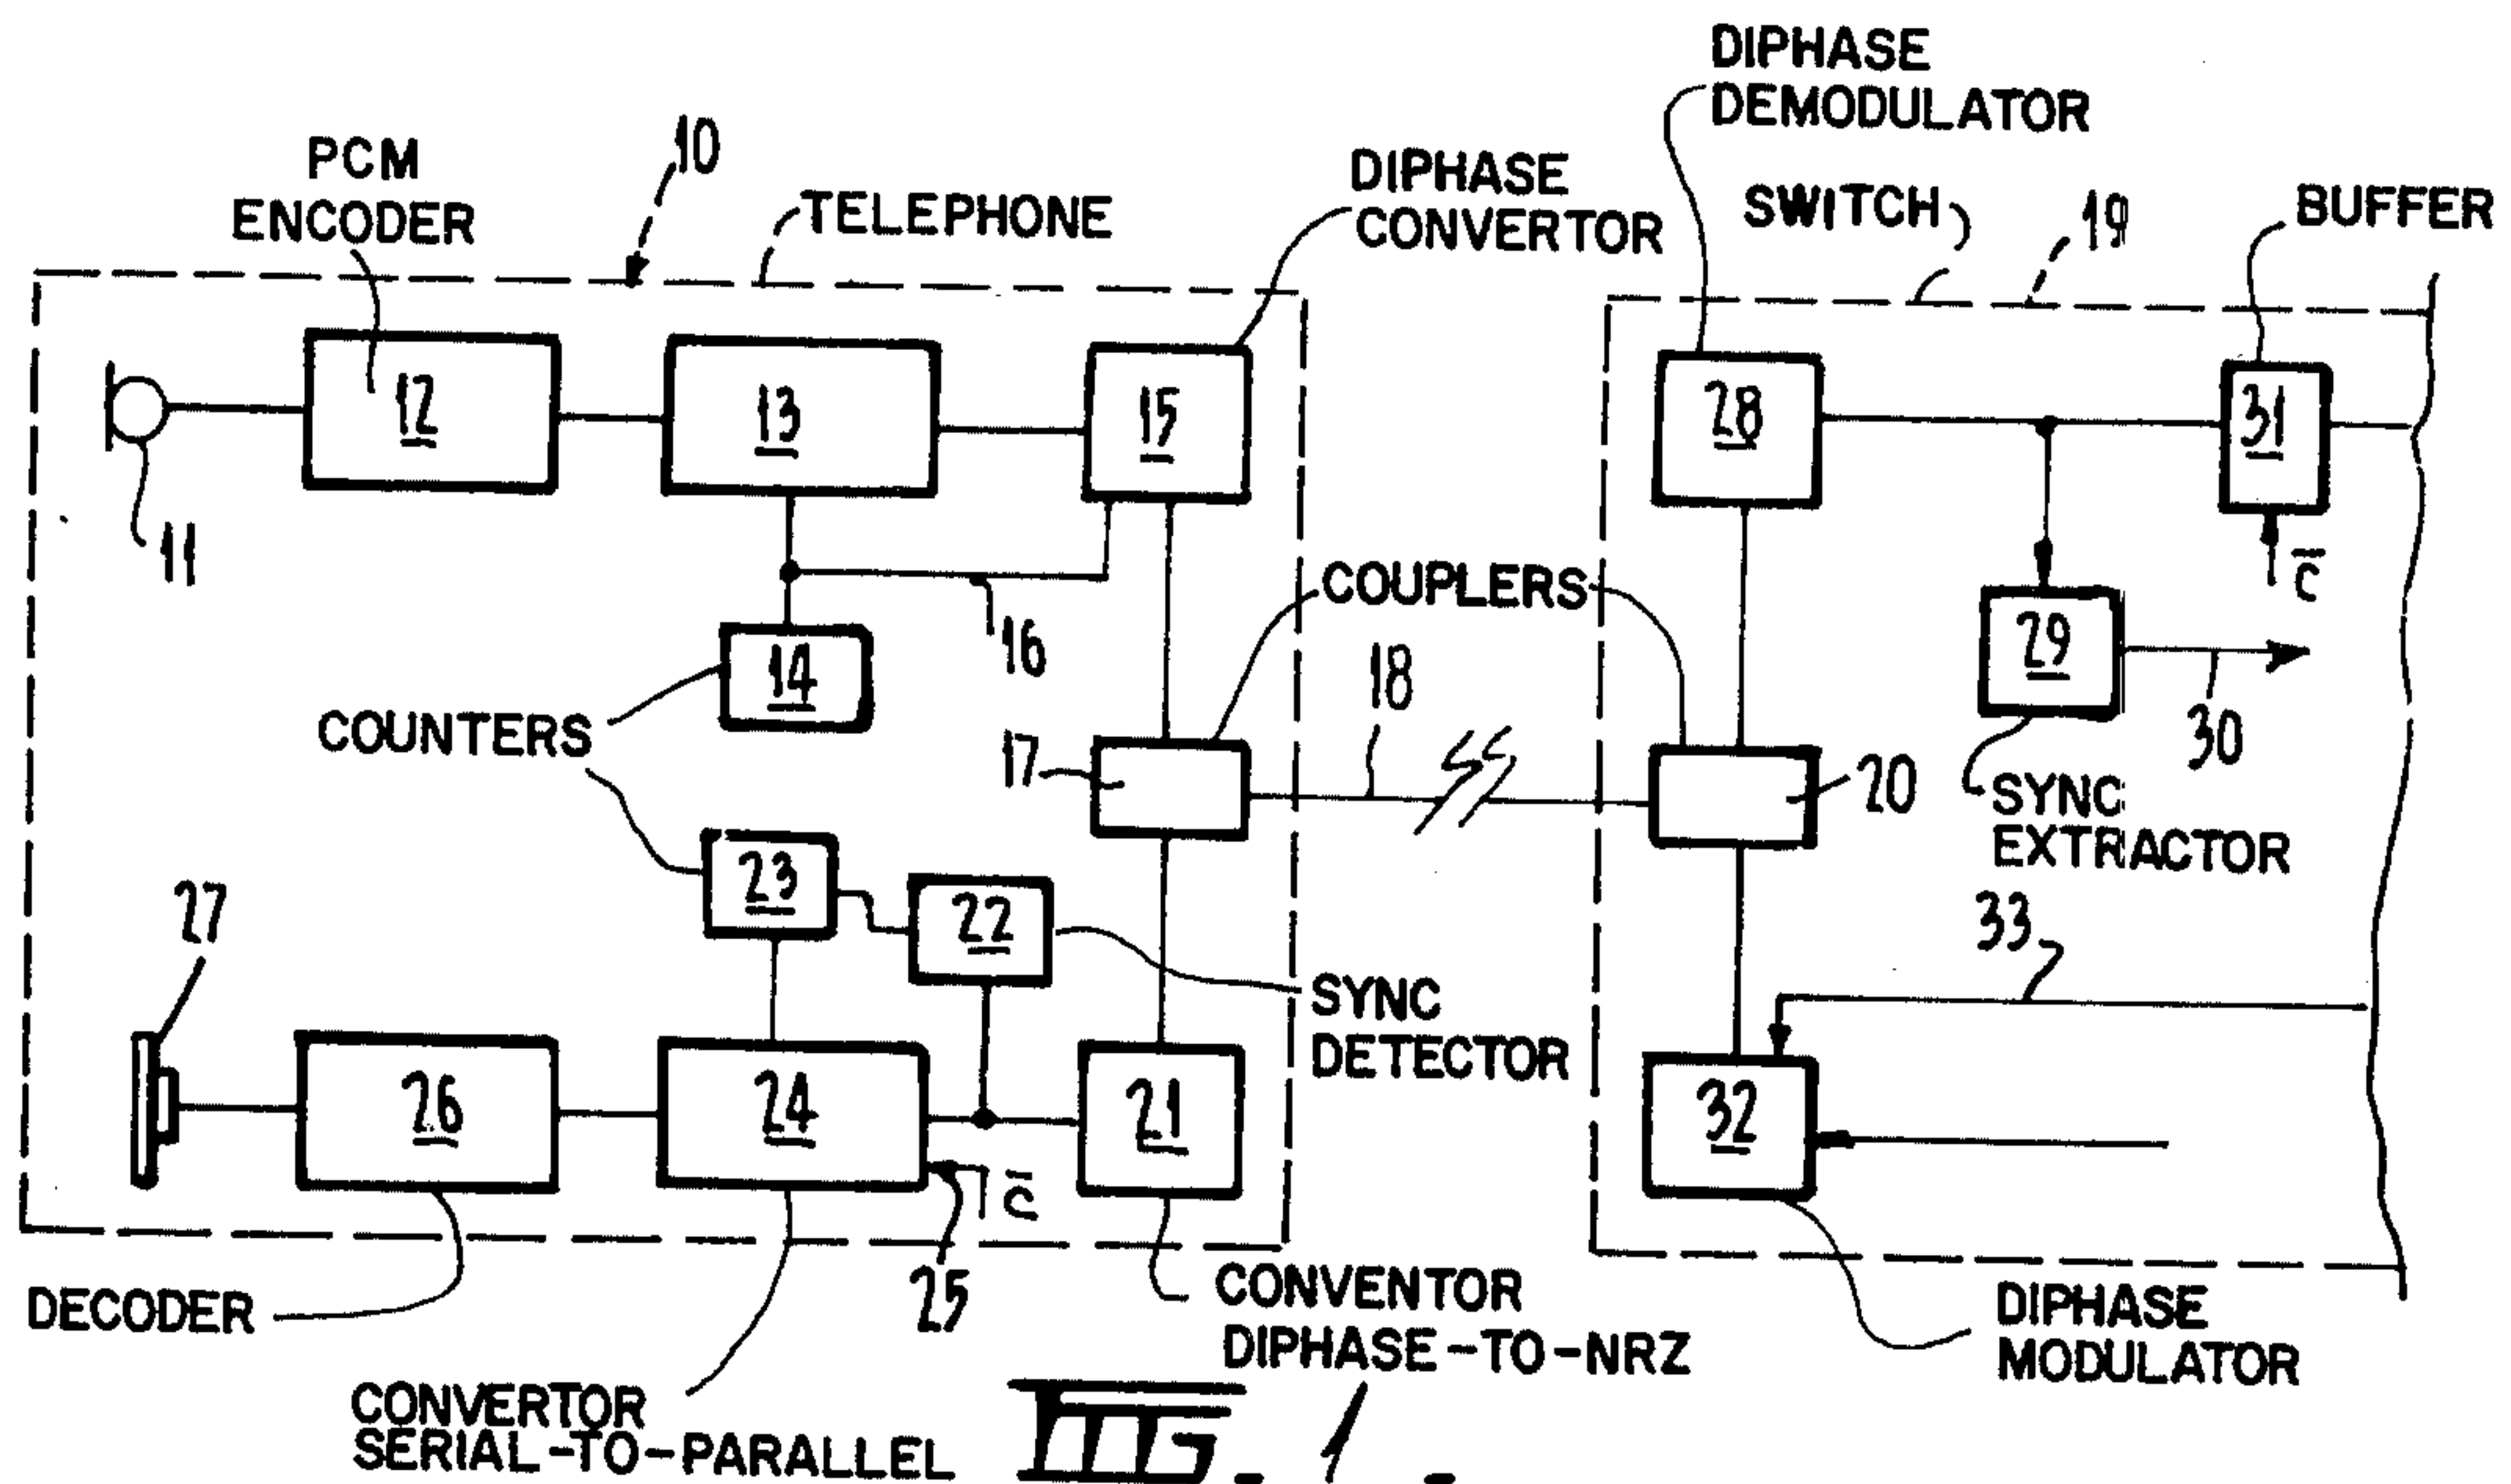 DIPHASE
DEMODULATOR
PCM
ENCODER
10
TELEPHONE
DIPHASE
CONVERTOR
SWITCH
19
BUFFER
12
13
15
28
31
11
C̅
COUPLERS
16
14
29
18
30
COUNTERS
17
20
SYNC
EXTRACTOR
23
22
27
33
SYNC
DETECTOR
26
24
21
32
C̅
25
DECODER
CONVENTOR
DIPHASE-TO-NRZ
DIPHASE
MODULATOR
CONVERTOR
SERIAL-TO-PARALLEL
FIG. 1.